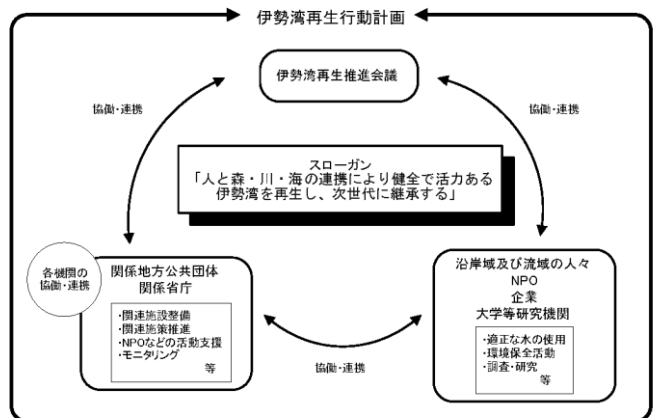 伊勢湾再生行動計画
伊勢湾再生推進会議
協働・連携
協働・連携
スローガン
「人と森・川・海の連携により健全で活力ある
伊勢湾を再生し、次世代に継承する」
各機関の
協働・連携
関係地方公共団体
関係省庁
・関連施設整備
・関連施策推進
・NPOなどの活動支援
・モニタリング
等
協働・連携
沿岸域及び流域の人々
NPO
企業
大学等研究機関
・適正な水の使用
・環境保全活動
・調査・研究
等